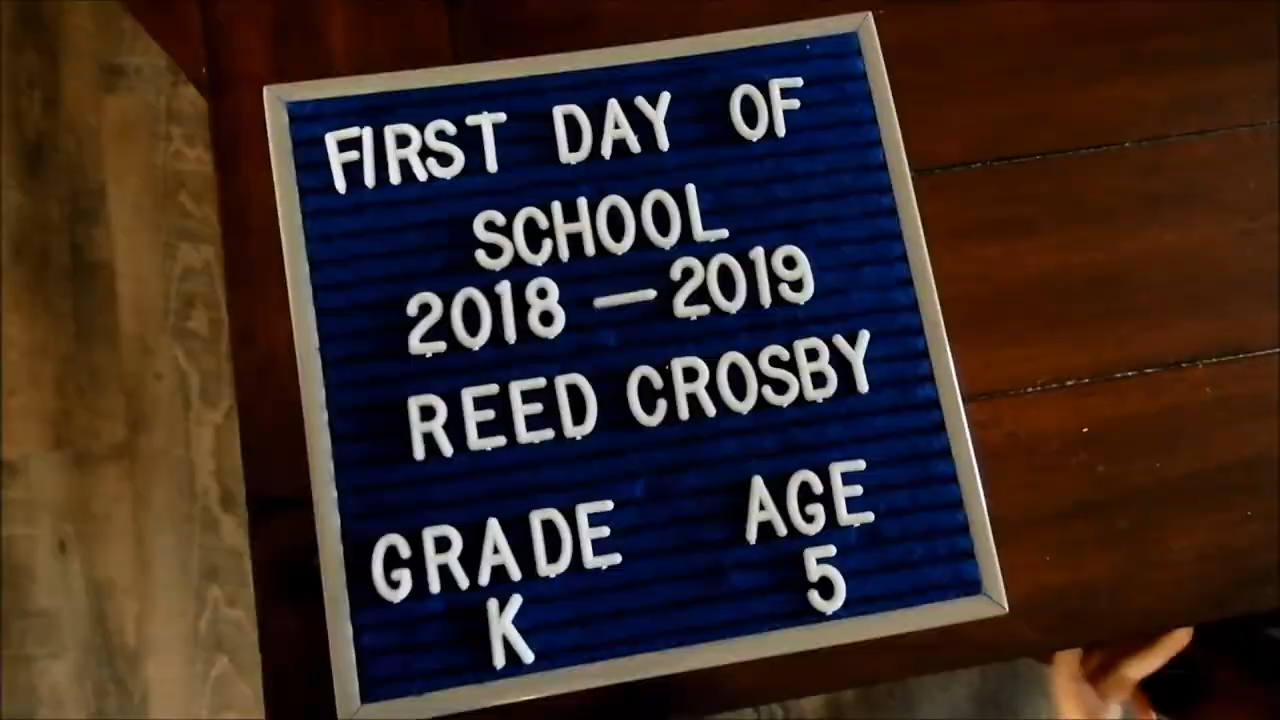 FIRST DAY OF
SCHOOL
2018 — 2019
REED CROSBY
GRADE AGE
K 5